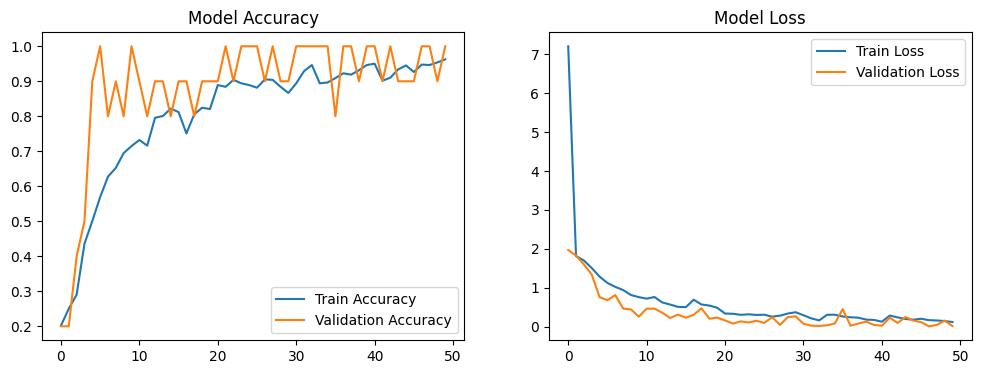 Model Accuracy
1.0
0.9
0.8
0.7
0.6
0.5
0.4
0.3
0.2
0 10 20 30 40 50
Train Accuracy
Validation Accuracy
Model Loss
7
6
5
4
3
2
1
0
0 10 20 30 40 50
Train Loss
Validation Loss